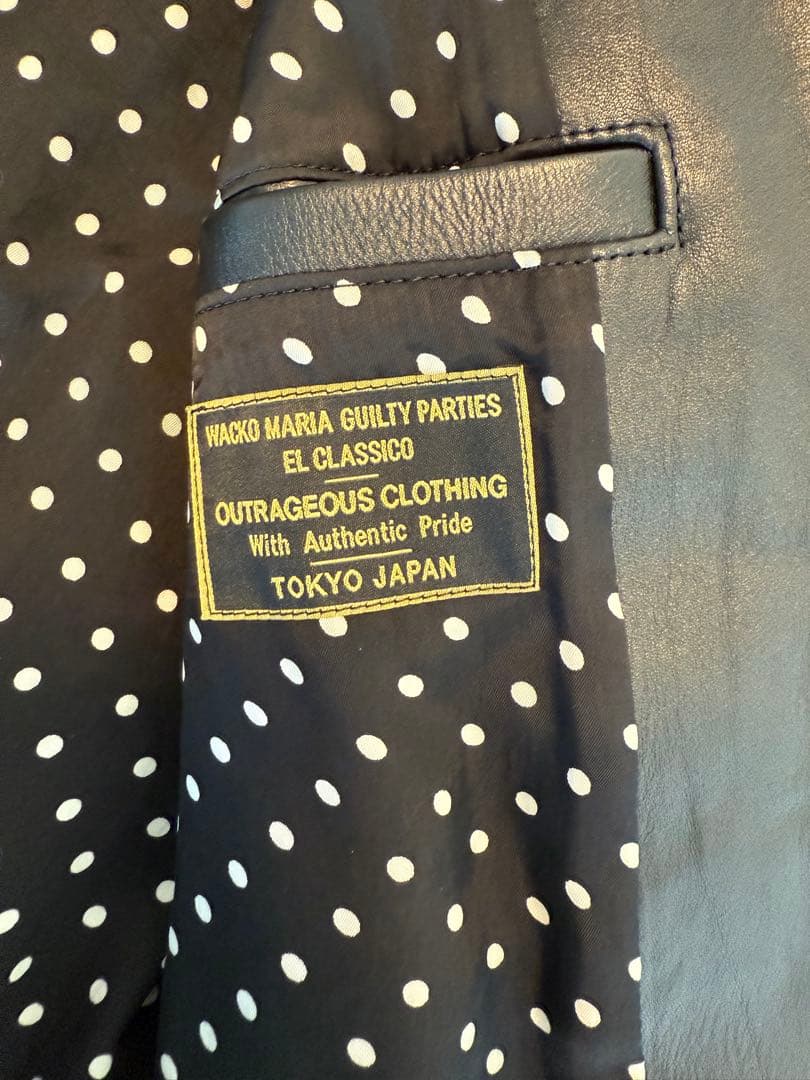 WACKO MARIA GUILTY PARTIES
EL CLASSICO
OUTRAGEOUS CLOTHING
With Authentic Pride
TOKYO JAPAN